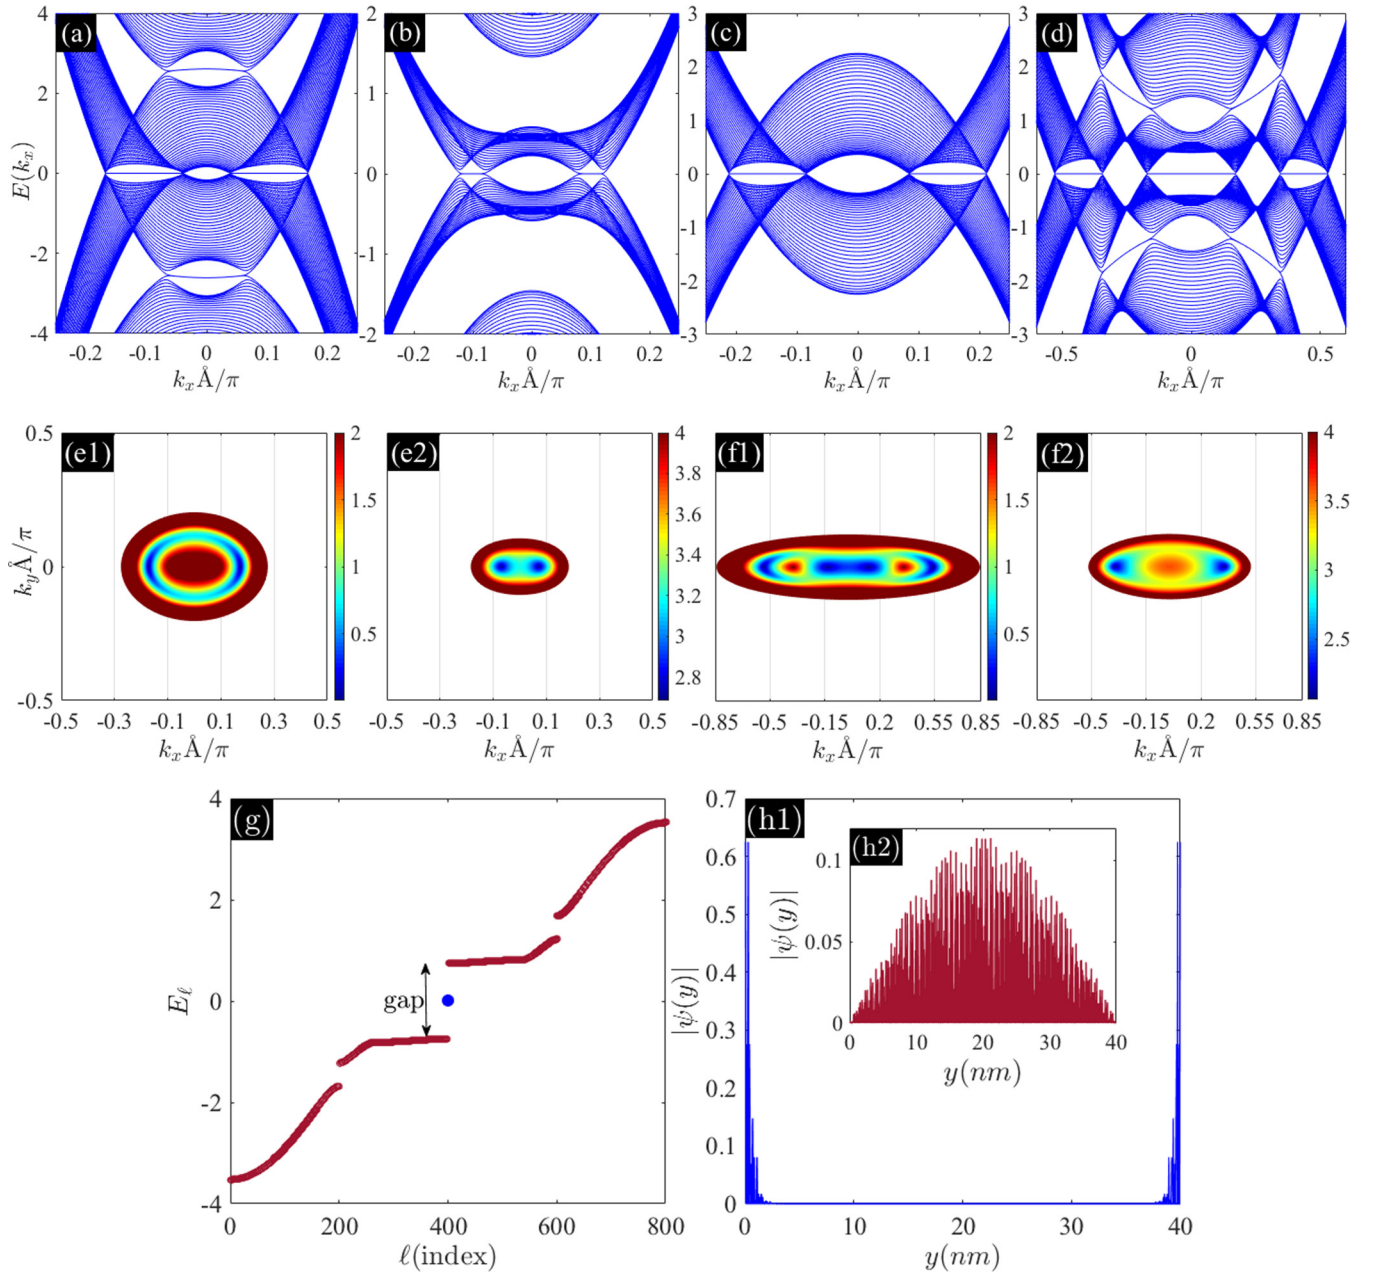 (a) (b) (c) (d)
4 2 0 -2 -4
E(kₓ)
-0.2 -0.1 0 0.1 0.2
kₓÅ/π
2 1 0 -1 -2
-0.2 -0.1 0 0.1 0.2
kₓÅ/π
3 2 1 0 -1 -2 -3
-0.2 -0.1 0 0.1 0.2
kₓÅ/π
3 2 1 0 -1 -2 -3
-0.5 0 0.5
kₓÅ/π
(e1) (e2) (f1) (f2)
0.5 0 -0.5
k_yÅ/π
-0.5 -0.3 -0.1 0.1 0.3 0.5
kₓÅ/π
2 1.5 1 0.5
-0.5 -0.3 -0.1 0.1 0.3 0.5
kₓÅ/π
4 3.8 3.6 3.4 3.2 3 2.8
-0.85 -0.5 -0.15 0.2 0.55 0.85
kₓÅ/π
2 1.5 1 0.5
-0.85 -0.5 -0.15 0.2 0.55 0.85
kₓÅ/π
4 3.5 3 2.5
(g)
4 2 0 -2 -4
E_ℓ
gap
0 200 400 600 800
ℓ(index)
(h1)
0.7 0.6 0.5 0.4 0.3 0.2 0.1 0
|ψ(y)|
0 10 20 30 40
y(nm)
(h2)
0.1 0.05 0
|ψ(y)|
0 10 20 30 40
y(nm)